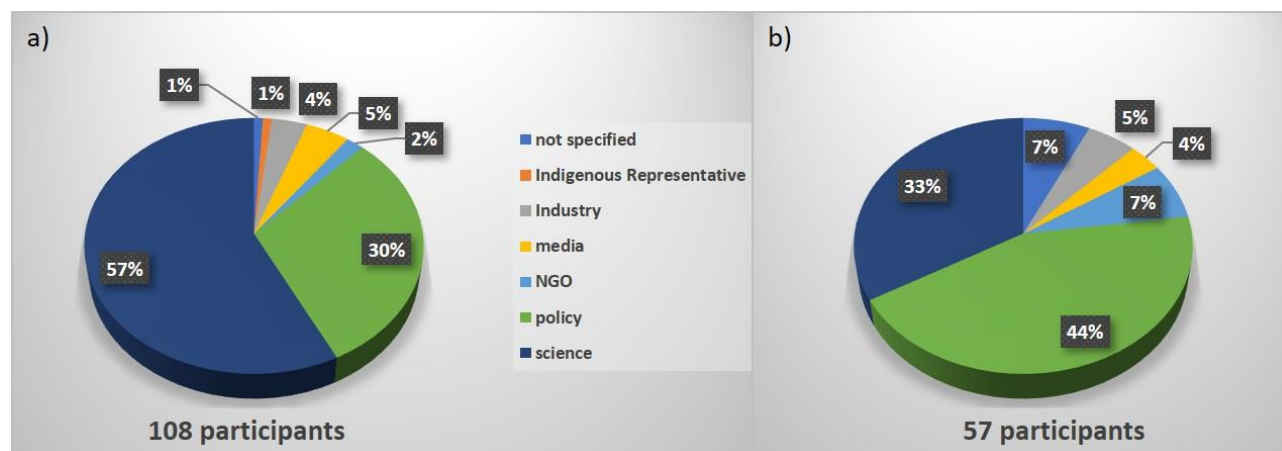 a)
1%
1%
4%
5%
2%
30%
57%
108 participants
not specified
Indigenous Representative
Industry
media
NGO
policy
science
b)
7%
5%
4%
7%
44%
33%
57 participants